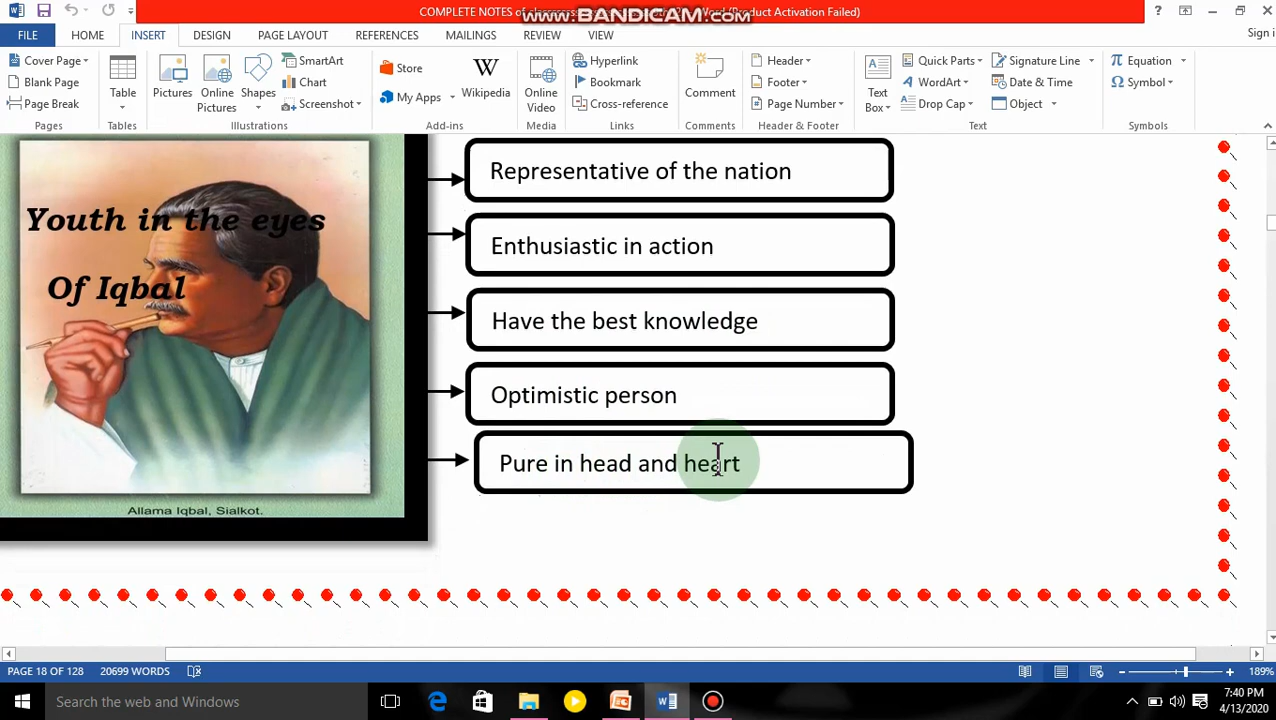 COMPLETE NOTES of
www.BANDICAM.com
(Product Activation Failed)
FILE
HOME
INSERT
DESIGN
PAGE LAYOUT
REFERENCES
MAILINGS
REVIEW
VIEW
Sign i
Cover Page
Blank Page
Page Break
Pages
Table
Tables
Pictures
Online Pictures
Shapes
SmartArt
Chart
Screenshot
Illustrations
Store
My Apps
Wikipedia
Add-ins
Online Video
Media
Hyperlink
Bookmark
Cross-reference
Links
Comment
Comments
Header
Footer
Page Number
Header & Footer
Text Box
Quick Parts
WordArt
Drop Cap
Signature Line
Date & Time
Object
Text
Equation
Symbol
Symbols
Youth in the eyes
Of Iqbal
Allama Iqbal, Sialkot.
Representative of the nation
Enthusiastic in action
Have the best knowledge
Optimistic person
Pure in head and heart
PAGE 18 OF 128
20699 WORDS
189%
Search the web and Windows
7:40 PM
4/13/2020